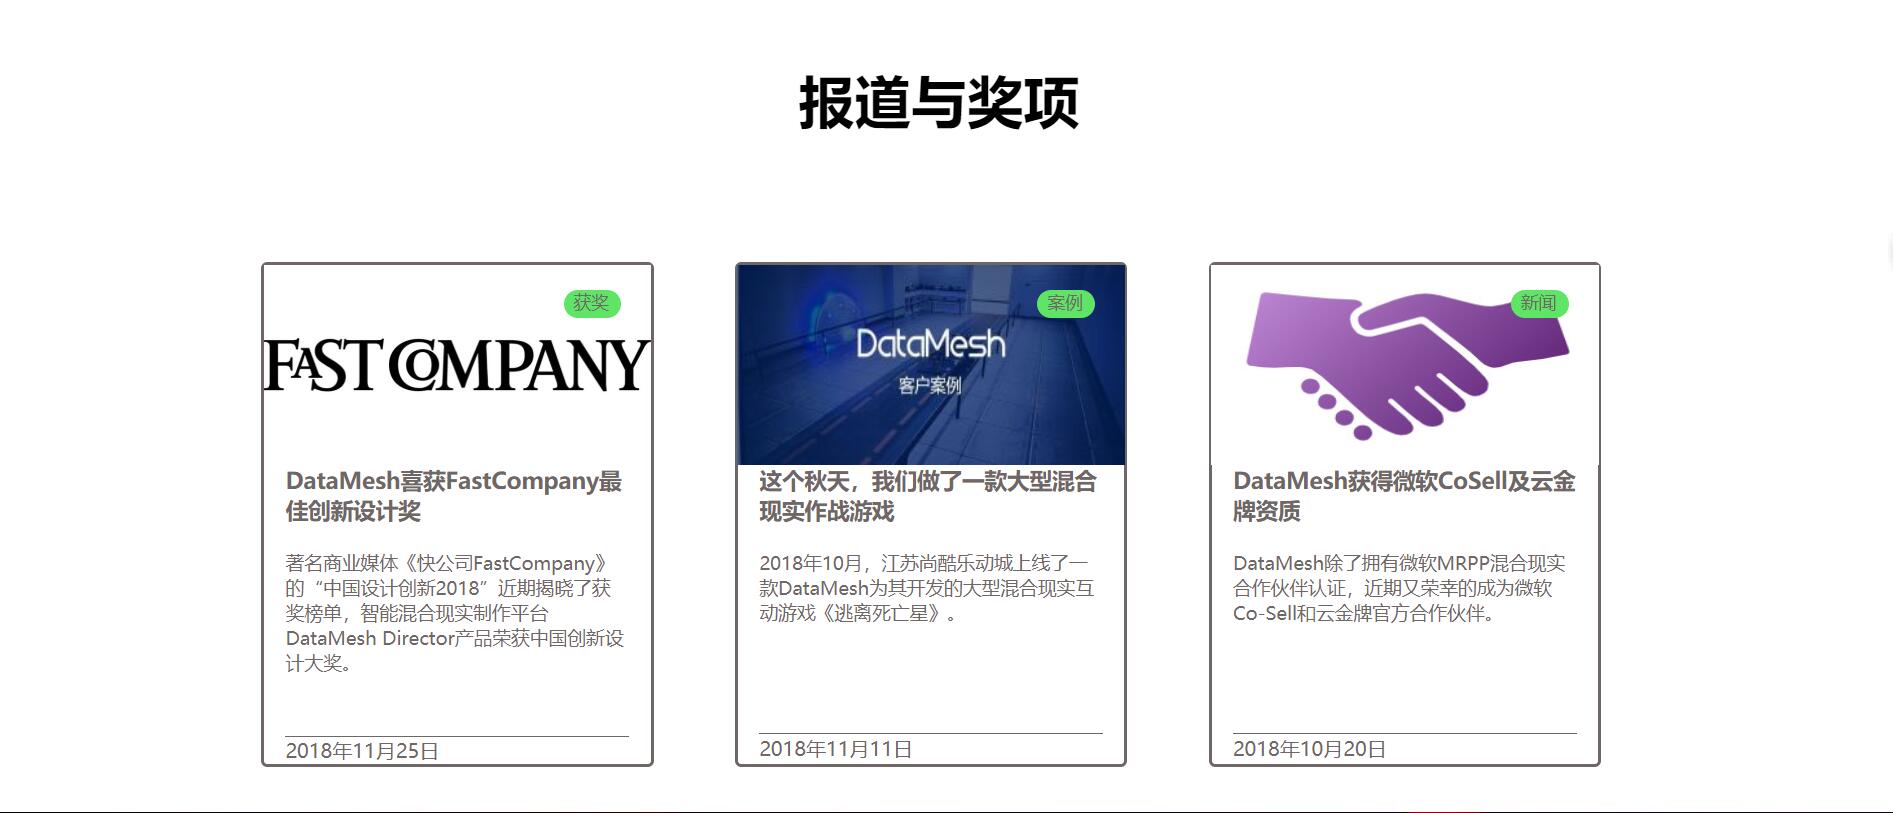 报道与奖项
获奖
FAST COMPANY
DataMesh喜获FastCompany最
佳创新设计奖
著名商业媒体《快公司FastCompany》
的“中国设计创新2018”近期揭晓了获
奖榜单，智能混合现实制作平台
DataMesh Director产品荣获中国创新设
计大奖。
2018年11月25日
案例
DataMesh
客户案例
这个秋天，我们做了一款大型混合
现实作战游戏
2018年10月，江苏尚酷乐动城上线了一
款DataMesh为其开发的大型混合现实互
动游戏《逃离死亡星》。
2018年11月11日
新闻
DataMesh获得微软CoSell及云金
牌资质
DataMesh除了拥有微软MRPP混合现实
合作伙伴认证，近期又荣幸的成为微软
Co-Sell和云金牌官方合作伙伴。
2018年10月20日